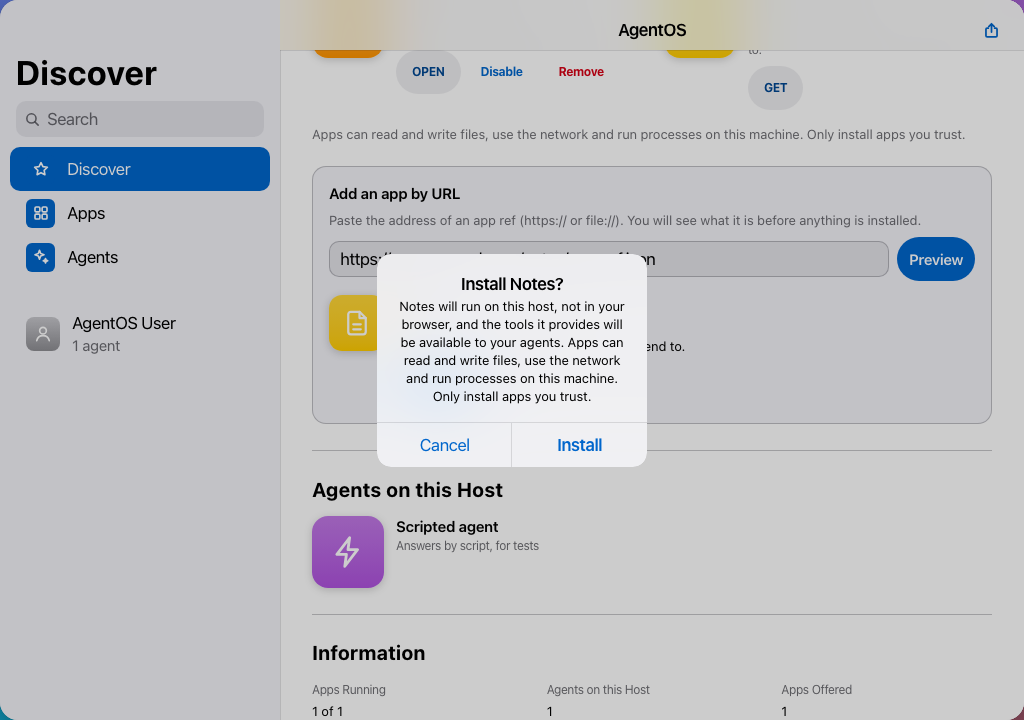 AgentOS
Discover
Search
Discover
Apps
Agents
AgentOS User
1 agent
OPEN
Disable
Remove
to.
GET
Apps can read and write files, use the network and run processes on this machine. Only install apps you trust.
Add an app by URL
Paste the address of an app ref (https:// or file://). You will see what it is before anything is installed.
Preview
end to.
Install Notes?
Notes will run on this host, not in your
browser, and the tools it provides will
be available to your agents. Apps can
read and write files, use the network
and run processes on this machine.
Only install apps you trust.
Cancel
Install
Agents on this Host
Scripted agent
Answers by script, for tests
Information
Apps Running
1 of 1
Agents on this Host
1
Apps Offered
1